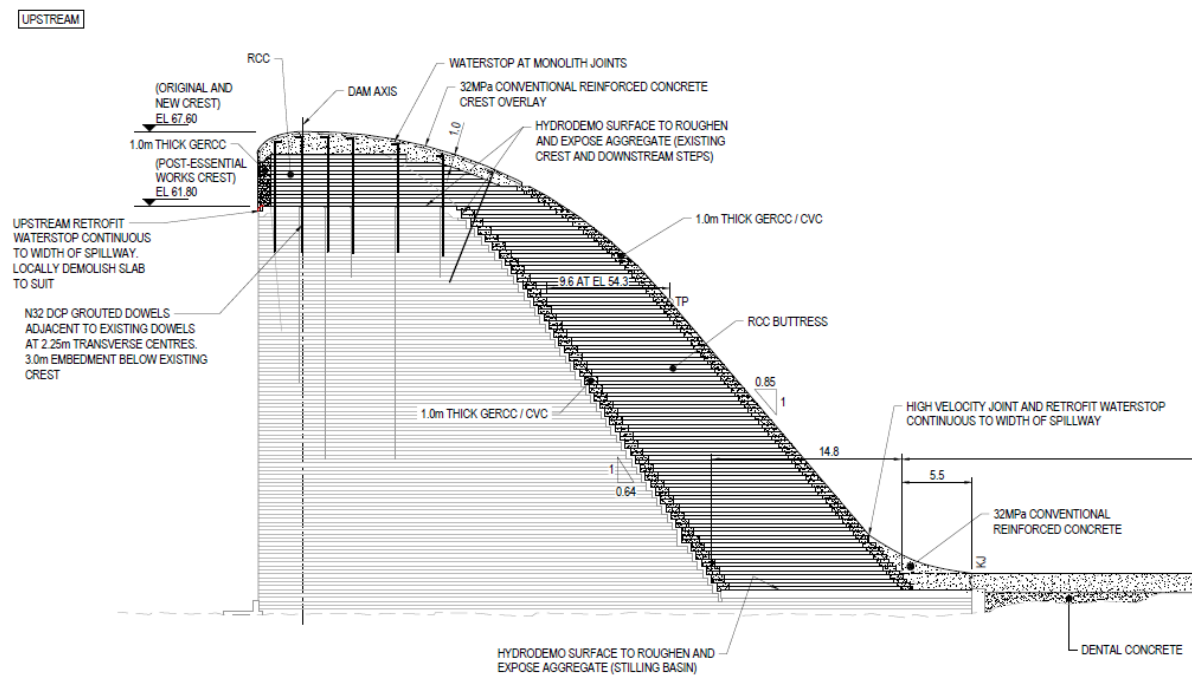 UPSTREAM
RCC
WATERSTOP AT MONOLITH JOINTS
(ORIGINAL AND
NEW CREST)
EL 67.60
DAM AXIS
32MPa CONVENTIONAL REINFORCED CONCRETE
CREST OVERLAY
1.0
HYDRODEMO SURFACE TO ROUGHEN
AND EXPOSE AGGREGATE (EXISTING
CREST AND DOWNSTREAM STEPS)
1.0m THICK GERCC
(POST-ESSENTIAL
WORKS CREST)
EL 61.80
UPSTREAM RETROFIT
WATERSTOP CONTINUOUS
TO WIDTH OF SPILLWAY.
LOCALLY DEMOLISH SLAB
TO SUIT
1.0m THICK GERCC / CVC
9.6 AT EL 54.3
TP
N32 DCP GROUTED DOWELS
ADJACENT TO EXISTING DOWELS
AT 2.25m TRANSVERSE CENTRES.
3.0m EMBEDMENT BELOW EXISTING
CREST
RCC BUTTRESS
0.85
1
1.0m THICK GERCC / CVC
HIGH VELOCITY JOINT AND RETROFIT WATERSTOP
CONTINUOUS TO WIDTH OF SPILLWAY
14.8
1
0.64
5.5
32MPa CONVENTIONAL
REINFORCED CONCRETE
KJ
HYDRODEMO SURFACE TO ROUGHEN AND
EXPOSE AGGREGATE (STILLING BASIN)
DENTAL CONCRETE